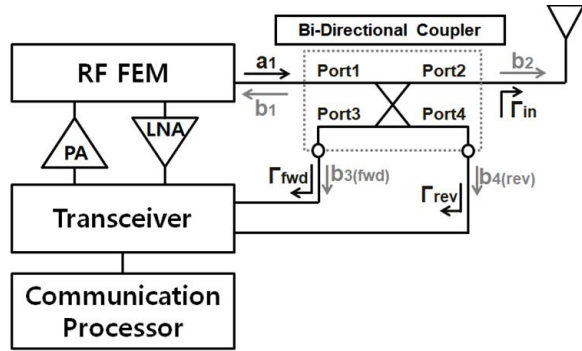 Bi-Directional Coupler
RF FEM
a1
b1
Port1
Port2
b2
Γin
Port3
Port4
PA
LNA
Γfwd
b3(fwd)
Γrev
b4(rev)
Transceiver
Communication
Processor